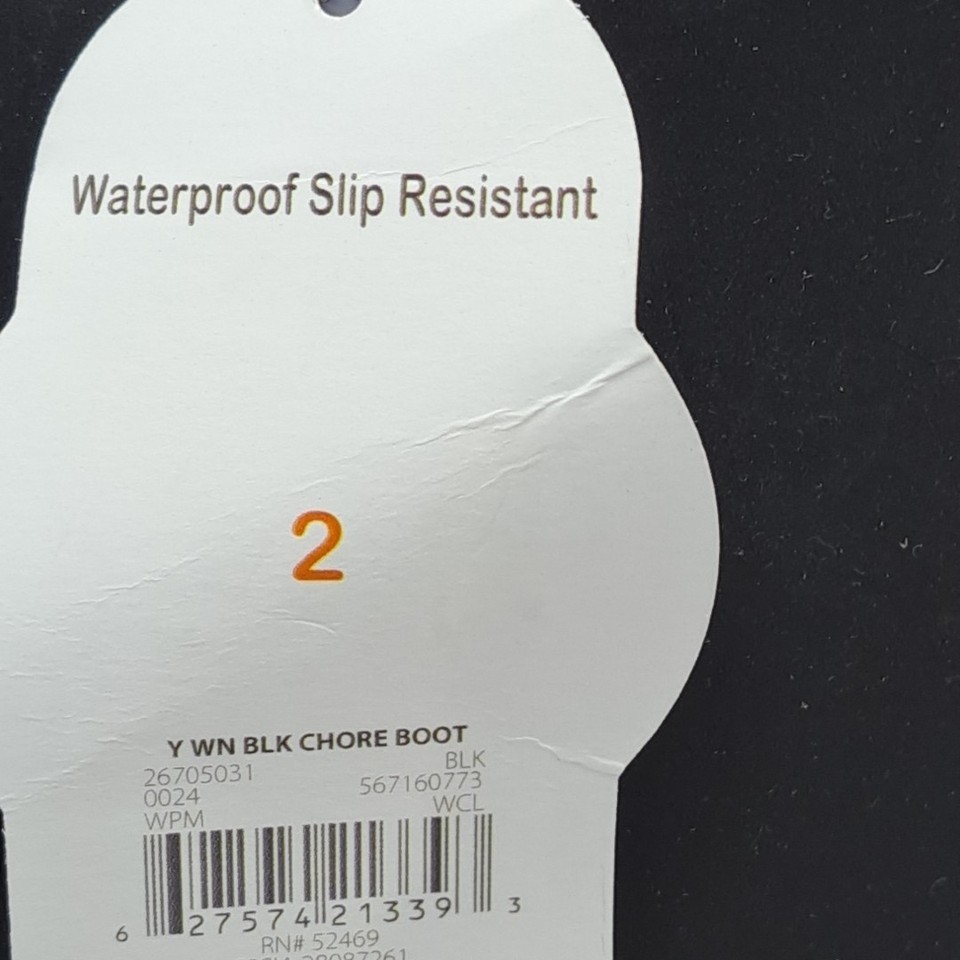 Waterproof Slip Resistant
2
Y WN BLK CHORE BOOT
26705031 BLK
0024 567160773
WPM WCL
6 27574 21339 3
RN# 52469